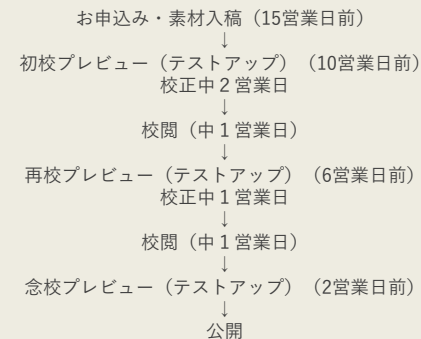 お申込み・素材入稿（15営業日前）
↓
初校プレビュー（テストアップ）（10営業日前）
校正中２営業日
↓
校閲（中１営業日）
↓
再校プレビュー（テストアップ）（6営業日前）
校正中１営業日
↓
校閲（中１営業日）
↓
念校プレビュー（テストアップ）（2営業日前）
↓
公開